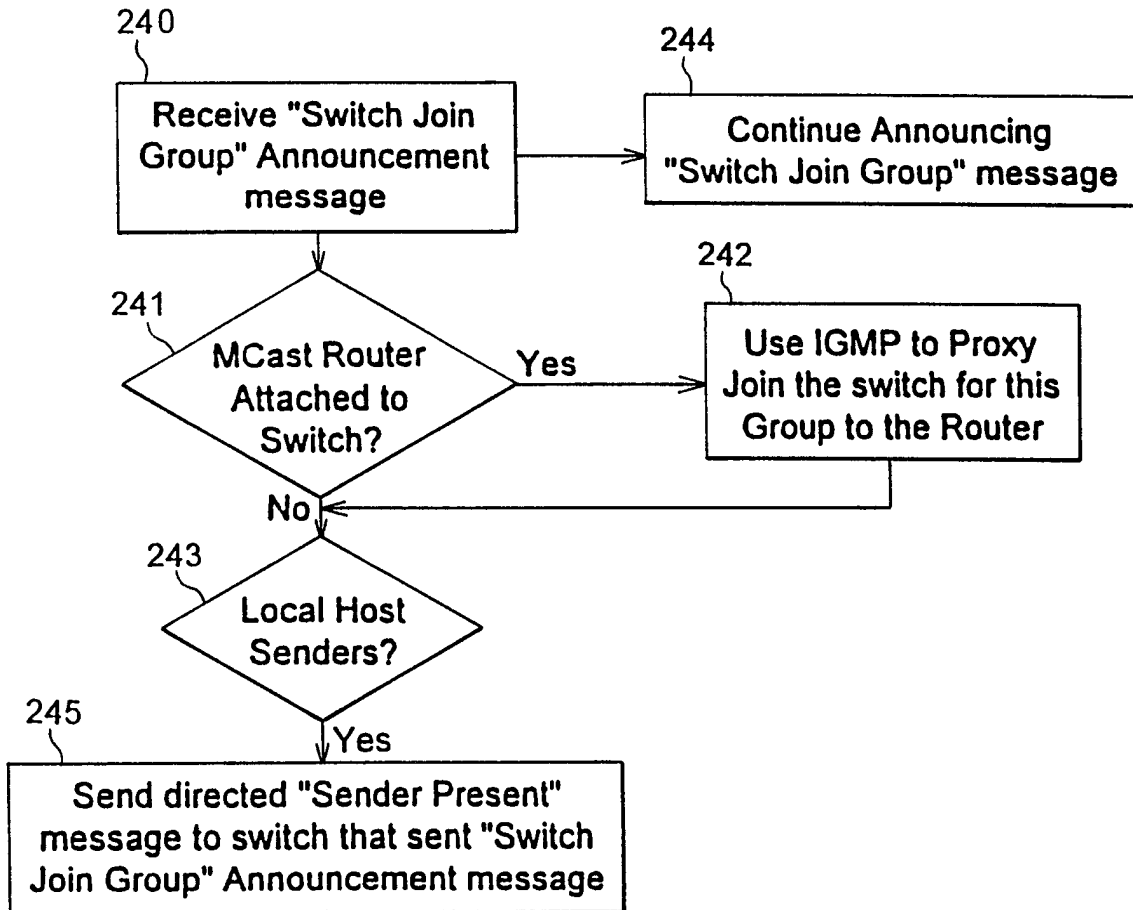 240
Receive "Switch Join
Group" Announcement
message
244
Continue Announcing
"Switch Join Group" message
241
MCast Router
Attached to
Switch?
Yes
242
Use IGMP to Proxy
Join the switch for this
Group to the Router
No
243
Local Host
Senders?
Yes
245
Send directed "Sender Present"
message to switch that sent "Switch
Join Group" Announcement message